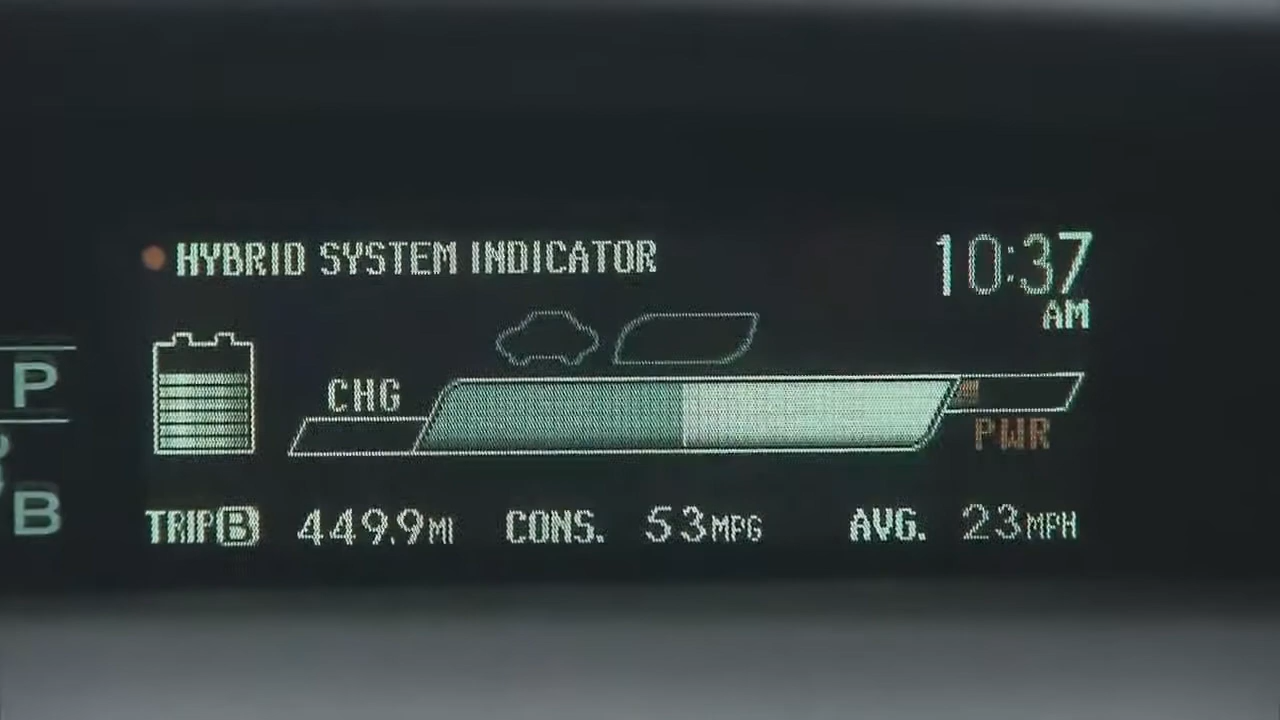 HYBRID SYSTEM INDICATOR
10:37
AM
P
CHG
PWR
B
TRIP B 449.9MI CONS. 53MPG AVG. 23MPH